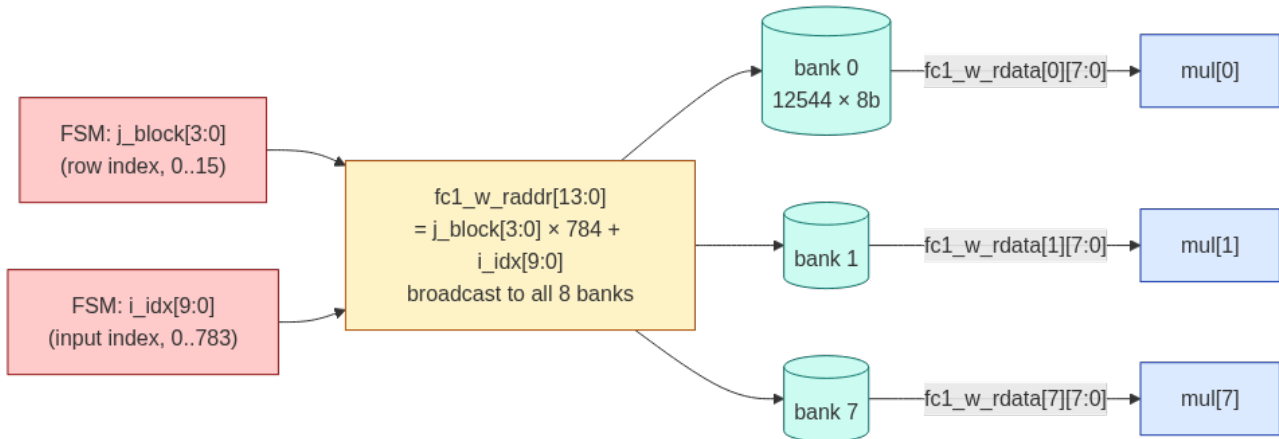 FSM: j_block[3:0]
(row index, 0..15)
FSM: i_idx[9:0]
(input index, 0..783)
fc1_w_raddr[13:0]
= j_block[3:0] × 784 +
i_idx[9:0]
broadcast to all 8 banks
bank 0
12544 × 8b
fc1_w_rdata[0][7:0]
mul[0]
bank 1
fc1_w_rdata[1][7:0]
mul[1]
bank 7
fc1_w_rdata[7][7:0]
mul[7]